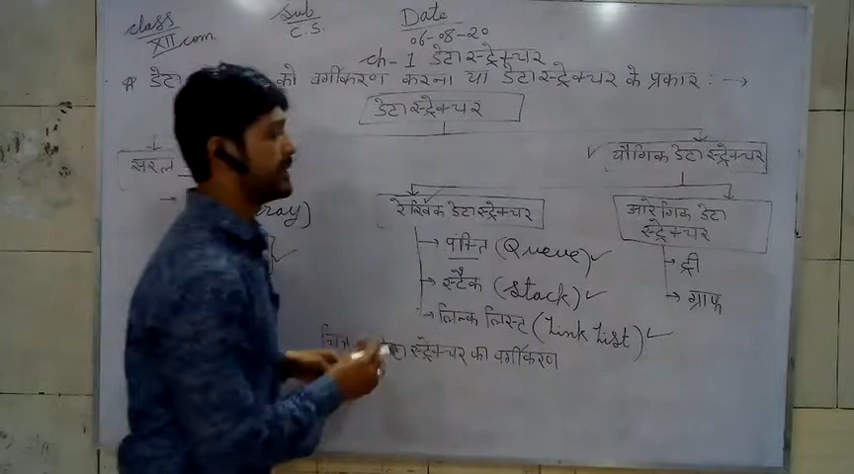 class Sub Date
XII com. C.S. 06-08-20
ch-1 डेटा स्ट्रेक्चर
* डेटा को वर्गीकरण करना या डेटा स्ट्रेक्चर के प्रकार : -->
डेटा स्ट्रेक्चर
सरल
यौगिक डेटा स्ट्रेक्चर
रेखिक डेटा स्ट्रेक्चर
→ पंक्ति (Queue)
→ स्टैक (Stack)
→ लिन्क लिस्ट (Link List)
अरेगिक डेटा
स्ट्रेक्चर
→ ट्री
→ ग्राफ
स्ट्रेक्चर का वर्गीकरण